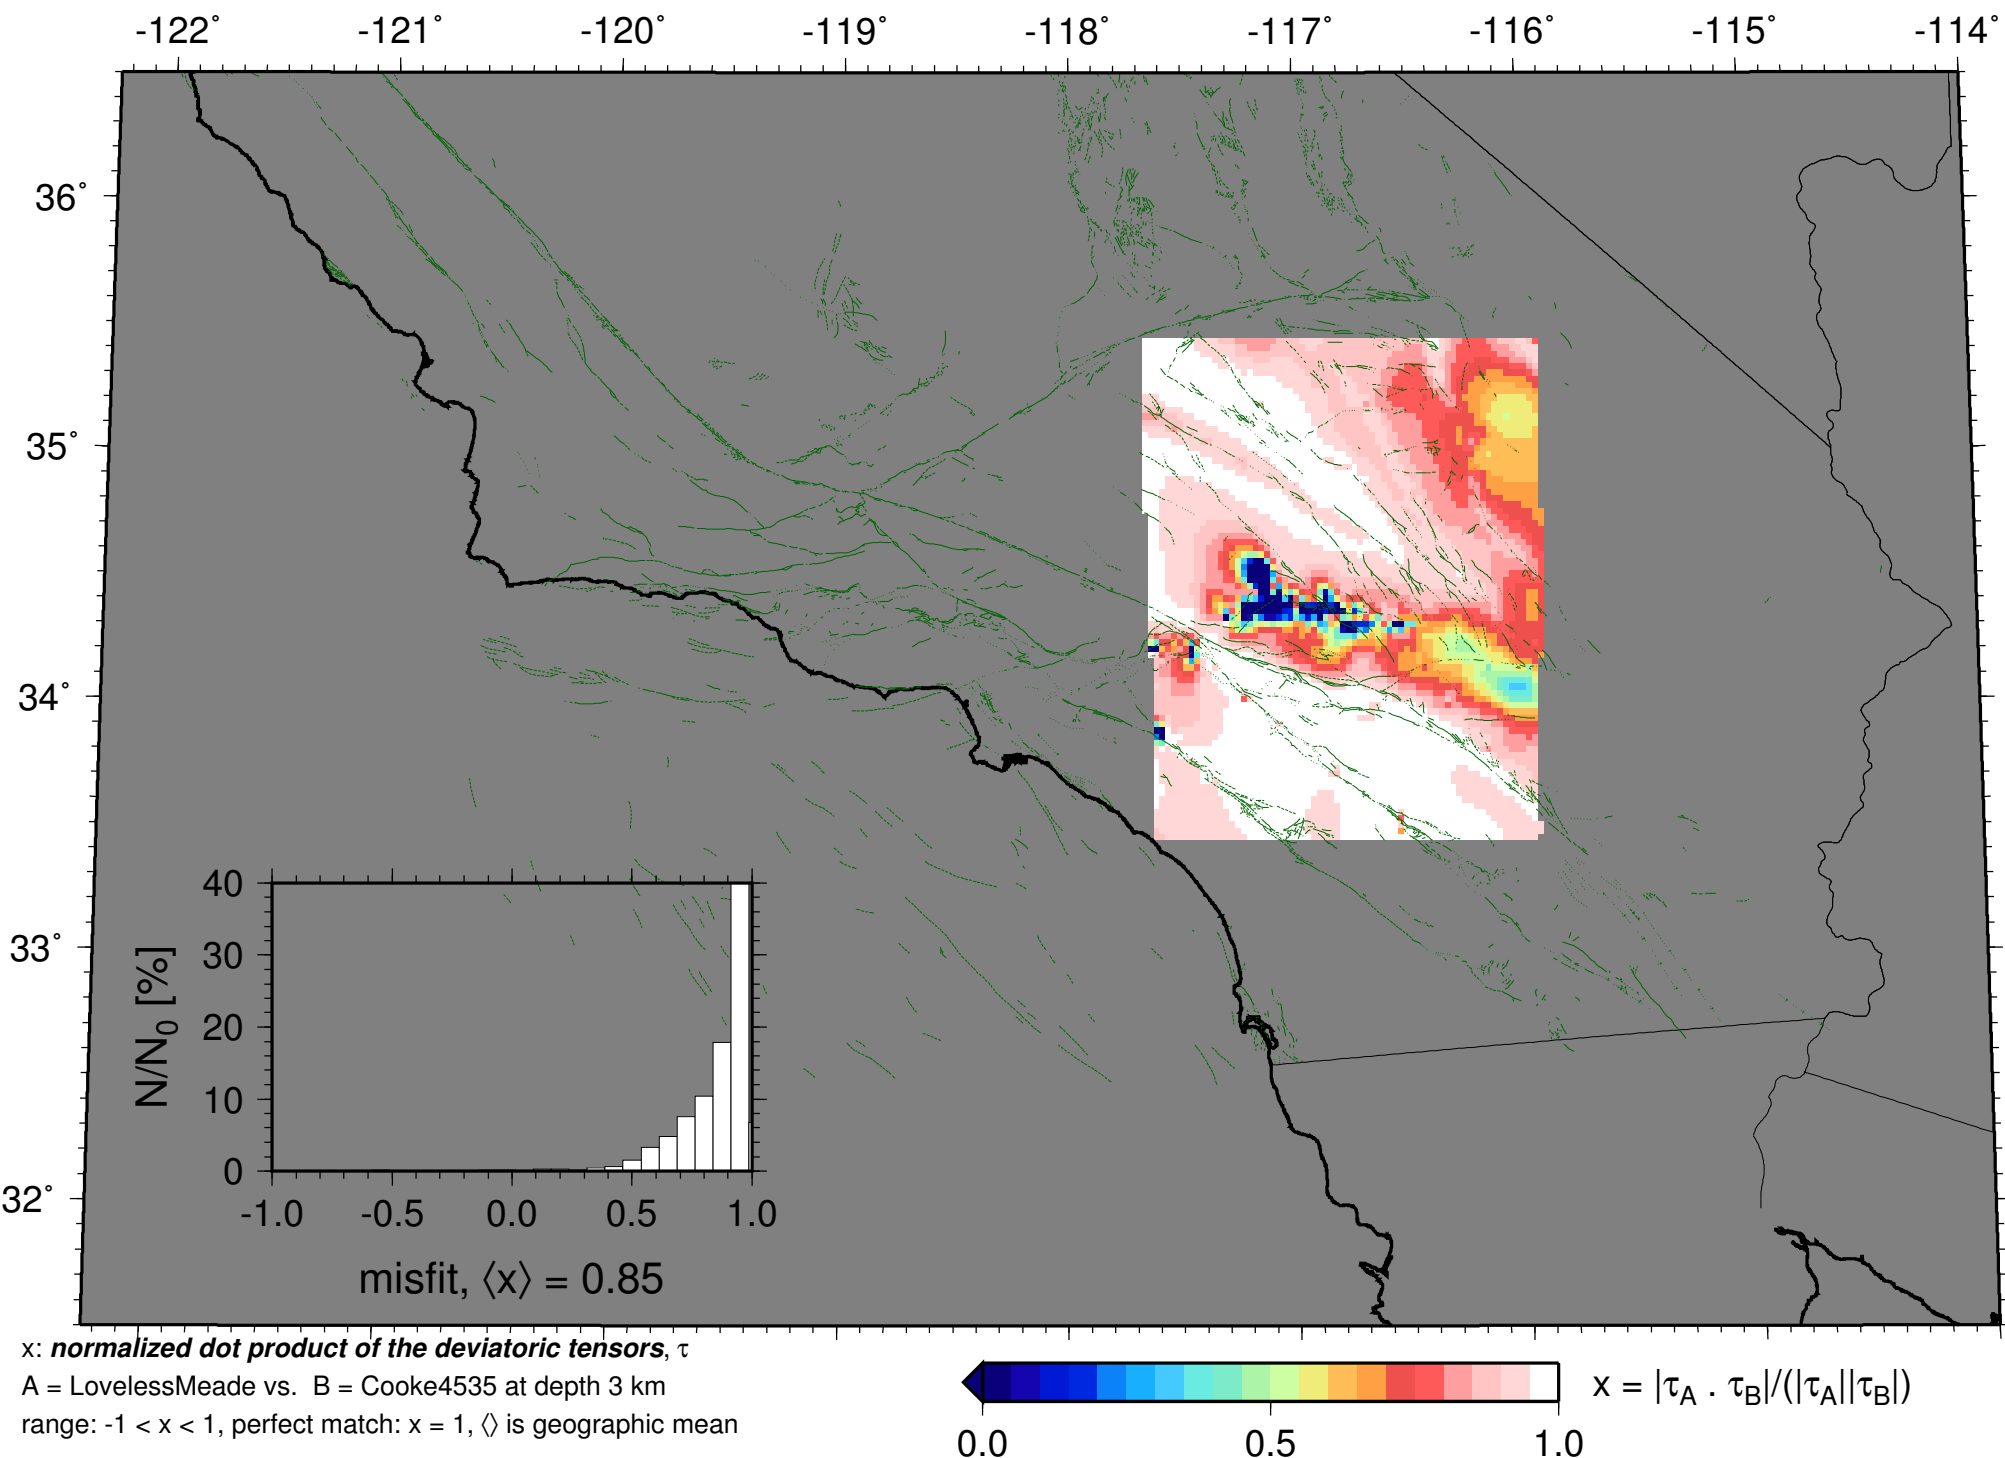 -122° -121° -120° -119° -118° -117° -116° -115° -114°
36°
35°
34°
33°
32°
40
30
20
10
0
N/N0 [%]
-1.0 -0.5 0.0 0.5 1.0
misfit, ⟨x⟩ = 0.85
x: normalized dot product of the deviatoric tensors, τ
A = LovelessMeade vs. B = Cooke4535 at depth 3 km
range: -1 < x < 1, perfect match: x = 1, ⟨⟩ is geographic mean
0.0 0.5 1.0
x = |τA . τB|/(|τA||τB|)